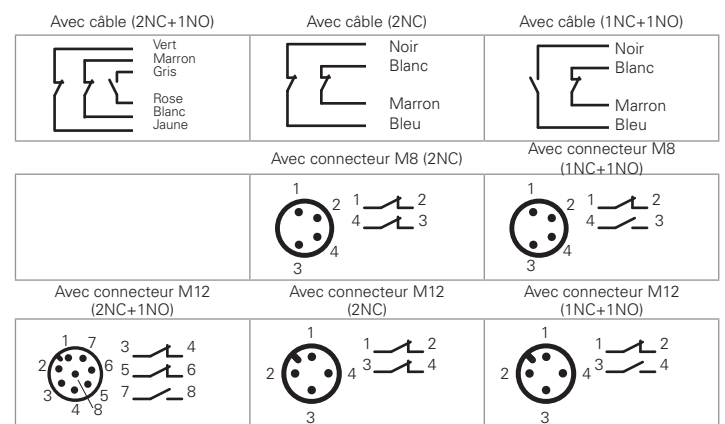 Avec câble (2NC+1NO)
Vert
Marron
Gris
Rose
Blanc
Jaune
Avec câble (2NC)
Noir
Blanc
Marron
Bleu
Avec câble (1NC+1NO)
Noir
Blanc
Marron
Bleu
Avec connecteur M8 (2NC)
1
2
4
3
1 2
4 3
Avec connecteur M8
(1NC+1NO)
1
2
4
3
1 2
4 3
Avec connecteur M12
(2NC+1NO)
1 7
2 6
3 5
4 8
3 4
5 6
7 8
Avec connecteur M12
(2NC)
1
2 4
3
1 2
3 4
Avec connecteur M12
(1NC+1NO)
1
2 4
3
1 2
3 4